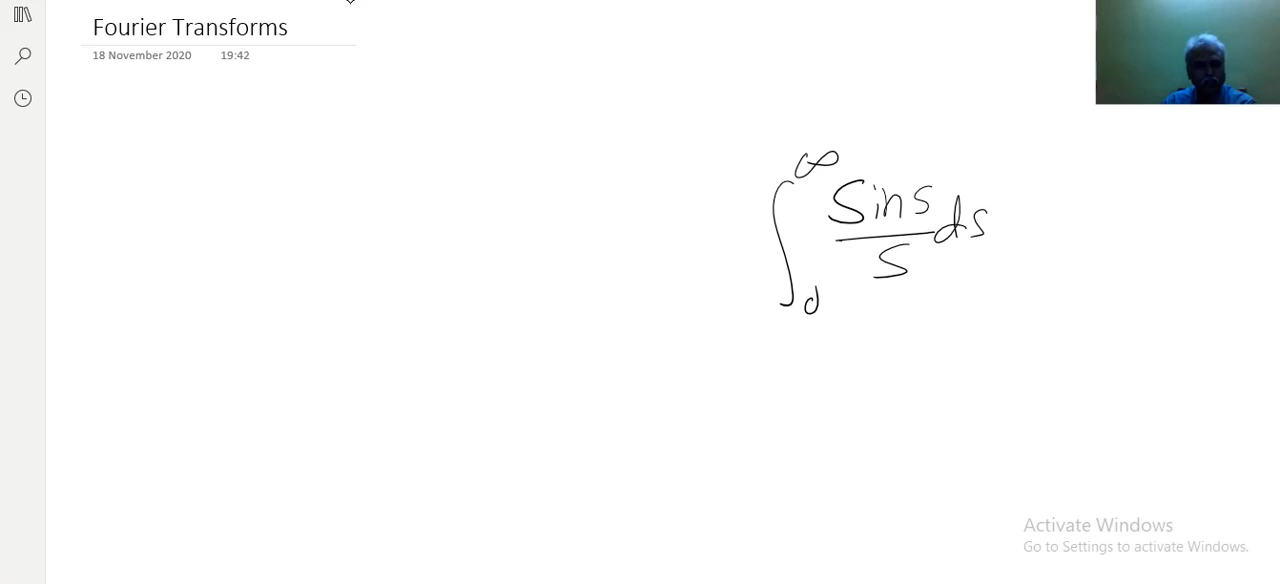 Fourier Transforms
18 November 2020 19:42
∫₀^∞ Sin s / s ds
Activate Windows
Go to Settings to activate Windows.